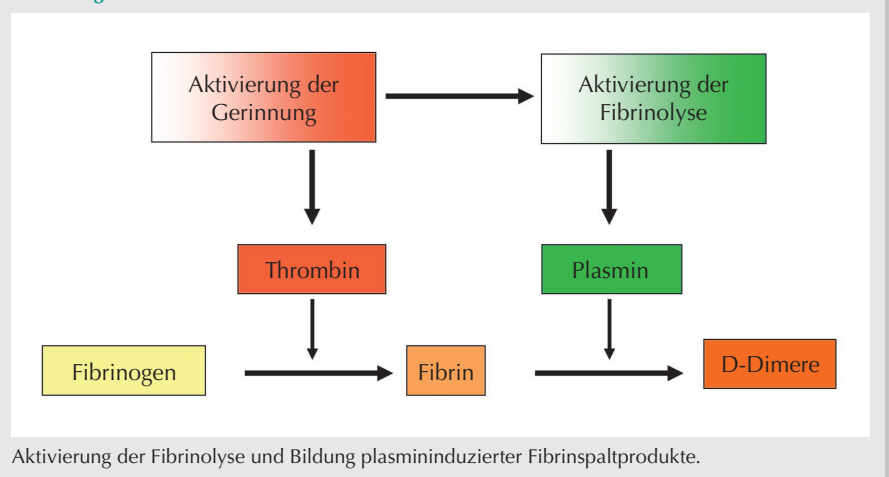 Aktivierung der
Gerinnung
Aktivierung der
Fibrinolyse
Thrombin
Plasmin
Fibrinogen
Fibrin
D-Dimere
Aktivierung der Fibrinolyse und Bildung plasmininduzierter Fibrinspaltprodukte.